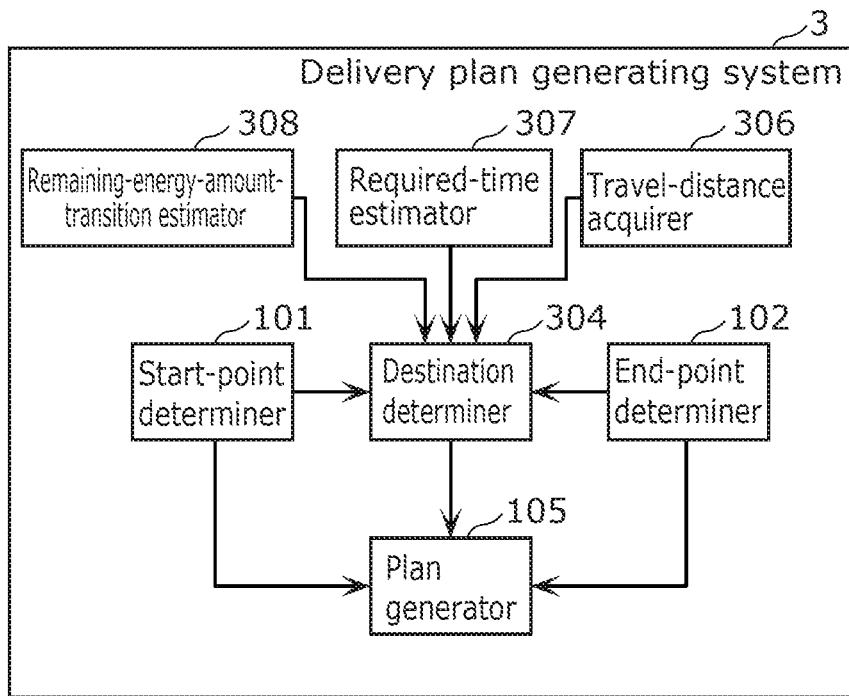 3
Delivery plan generating system
308
307
306
Remaining-energy-amount-
transition estimator
Required-time
estimator
Travel-distance
acquirer
101
304
102
Start-point
determiner
Destination
determiner
End-point
determiner
105
Plan
generator